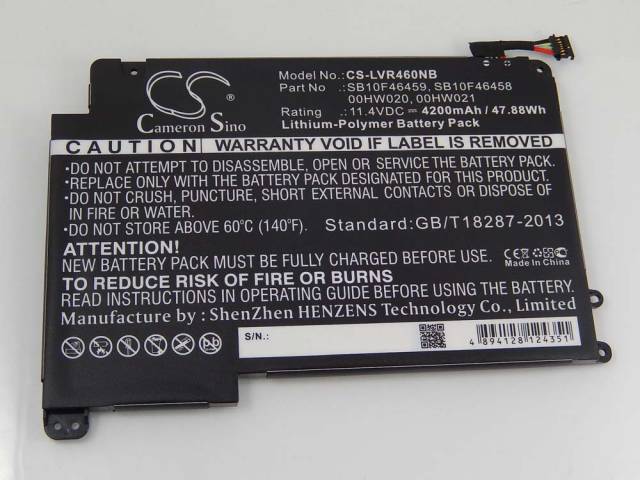 CS
Cameron Sino
Model No.: CS-LVR460NB
Part No : SB10F46459, SB10F46458
00HW020, 00HW021
Rating : 11.4VDC ⎓ 4200mAh / 47.88Wh
Lithium-Polymer Battery Pack
CAUTION WARRANTY VOID IF LABEL IS REMOVED
•REPLACE ONLY WITH THE BATTERY PACK DESIGNATED FOR THIS PRODUCT.
•DO NOT DISASSEMBLE, OPEN OR SERVICE THE BATTERY PACK.
•DO NOT CRUSH, PUNCTURE, SHORT EXTERNAL CONTACTS OR DISPOSE OF
IN FIRE OR WATER.
•DO NOT STORE ABOVE 60°C (140°F). Standard:GB/T18287-2013
ATTENTION!
NEW BATTERY PACK MUST BE FULLY CHARGED BEFORE USE.
TO REDUCE RISK OF FIRE OR BURNING
READ INSTRUCTIONS IN OPERATING GUIDE BEFORE USING THE BATTERY.
Manufactured by : ShenZhen HENZENS Technology Co., Limited
CE FC
Made In China
S/N.:
4 894128 124351